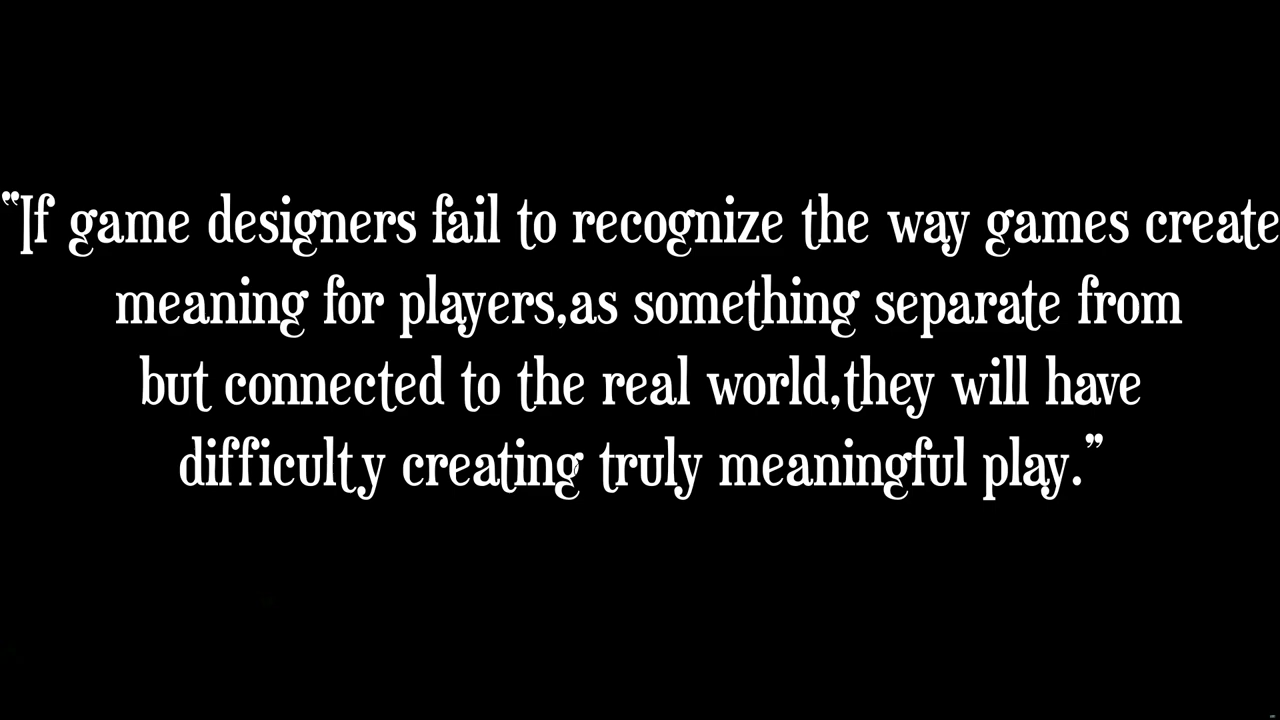 “If game designers fail to recognize the way games create
meaning for players,as something separate from
but connected to the real world,they will have
difficulty creating truly meaningful play.”